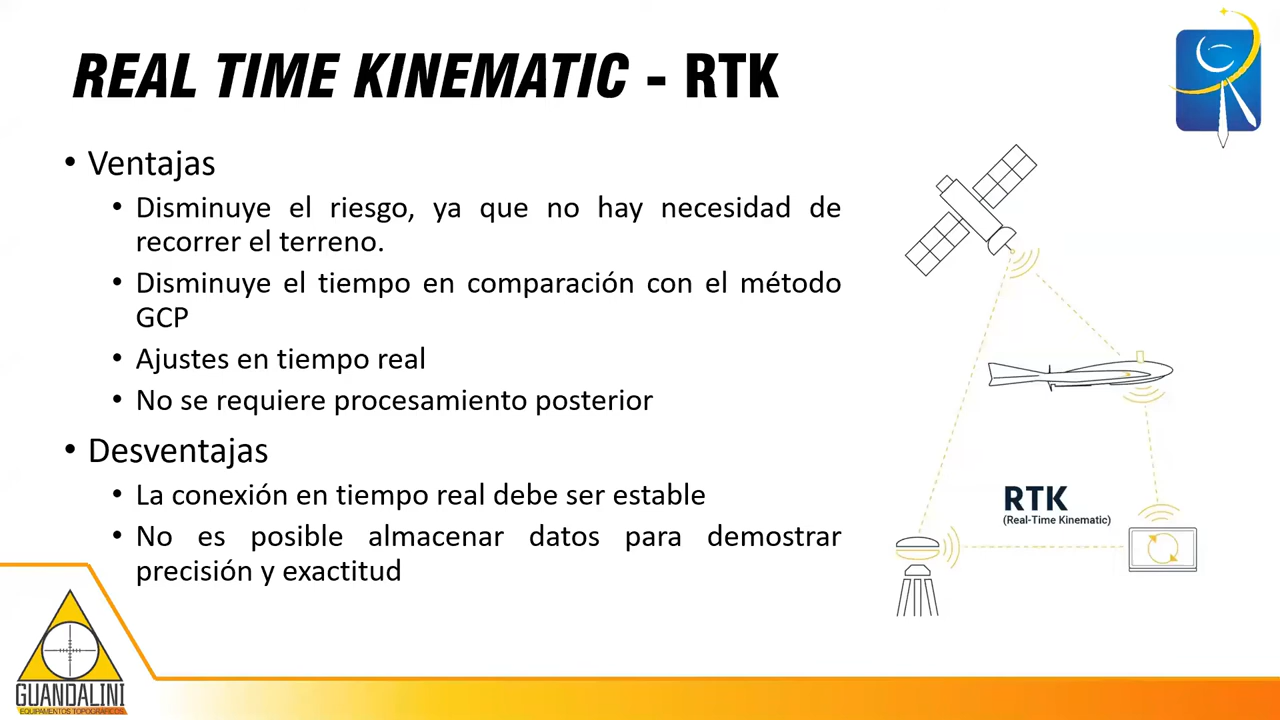 REAL TIME KINEMATIC - RTK
• Ventajas
• Disminuye el riesgo, ya que no hay necesidad de
recorrer el terreno.
• Disminuye el tiempo en comparación con el método
GCP
• Ajustes en tiempo real
• No se requiere procesamiento posterior
• Desventajas
• La conexión en tiempo real debe ser estable
• No es posible almacenar datos para demostrar
precisión y exactitud
RTK
(Real-Time Kinematic)
GUANDALINI
EQUIPAMENTOS TOPOGRÁFICOS